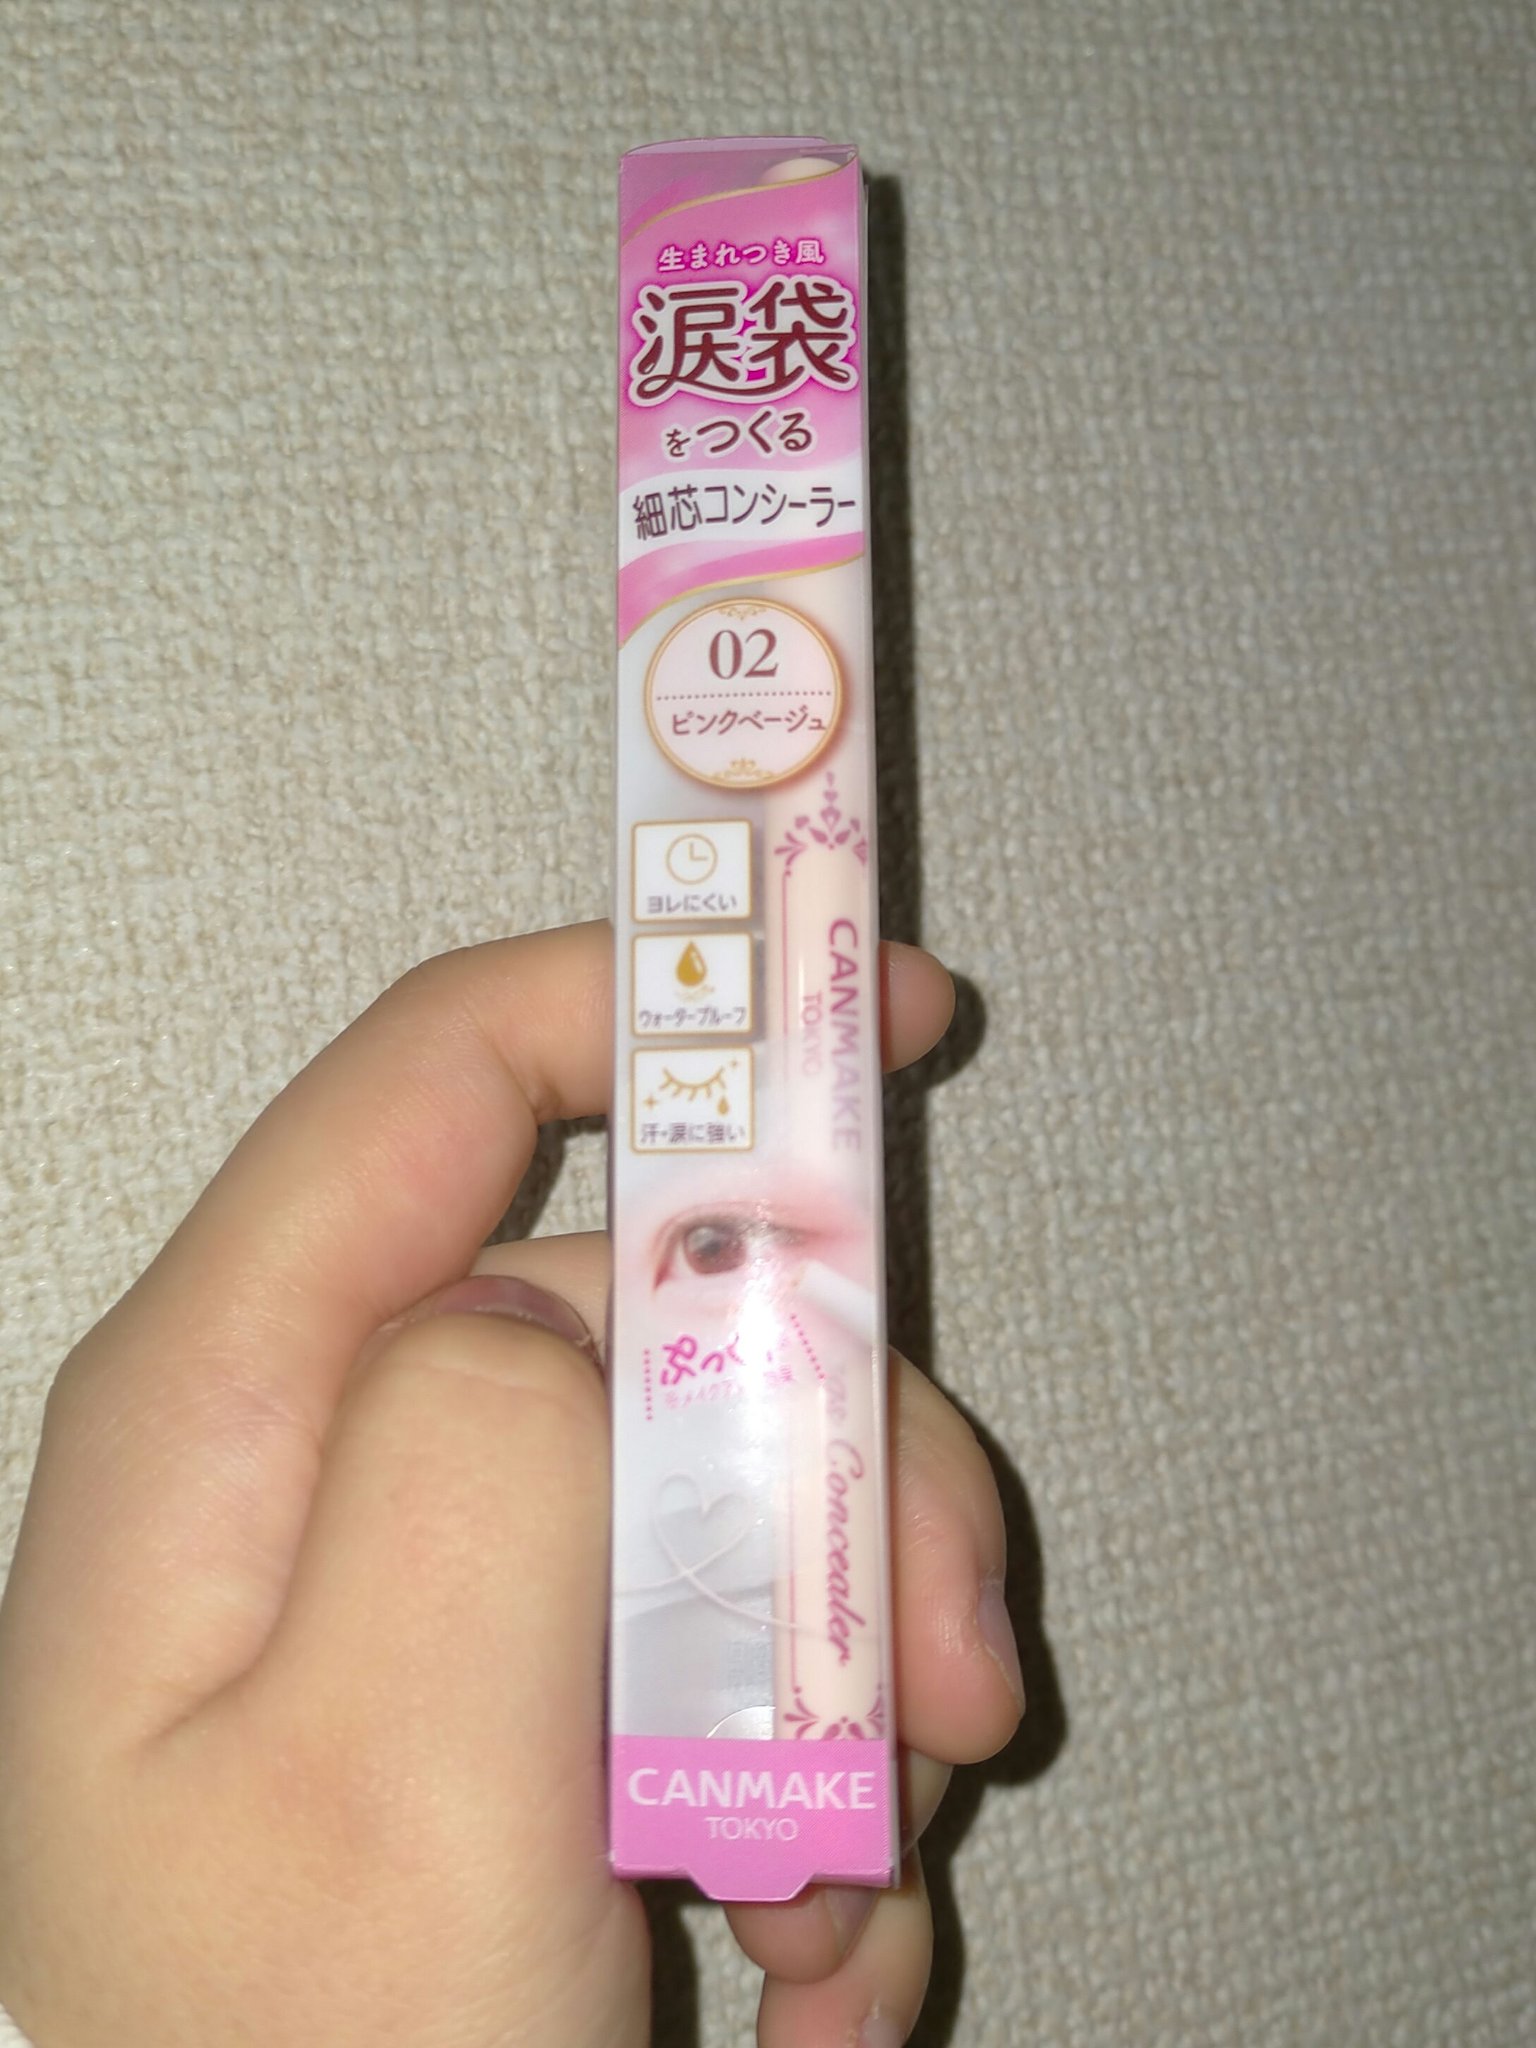 生まれつき風
涙袋
をつくる
細芯コンシーラー
02
ピンクベージュ
ヨレにくい
ウォータープルーフ
汗・涙に強い
CANMAKE
TOKYO
Concealer
CANMAKE
TOKYO